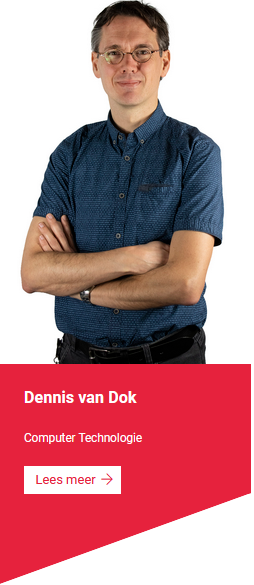 Dennis van Dok
Computer Technologie
Lees meer →